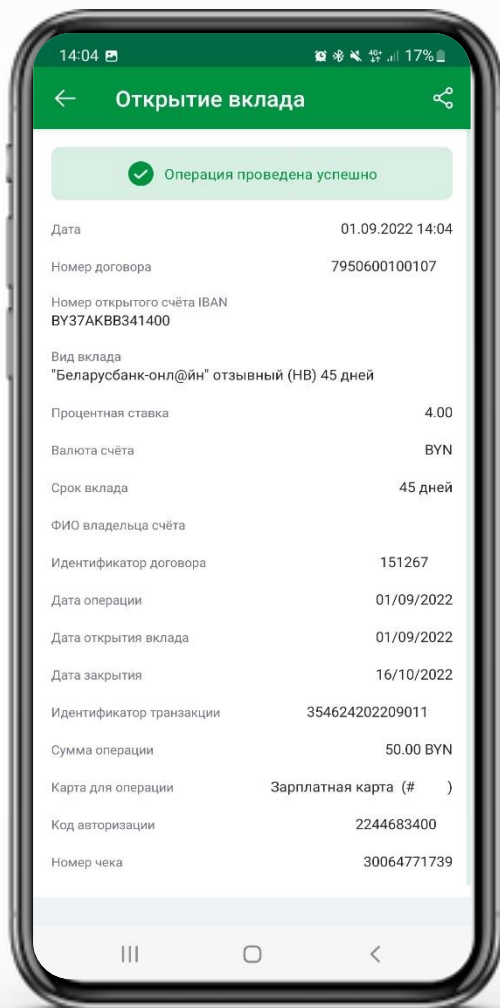 14:04 4G+ 17%
Открытие вклада
Операция проведена успешно
Дата 01.09.2022 14:04
Номер договора 7950600100107
Номер открытого счёта IBAN
BY37AKBB341400
Вид вклада
"Беларусбанк-онл@йн" отзывный (НВ) 45 дней
Процентная ставка 4.00
Валюта счёта BYN
Срок вклада 45 дней
ФИО владельца счёта
Идентификатор договора 151267
Дата операции 01/09/2022
Дата открытия вклада 01/09/2022
Дата закрытия 16/10/2022
Идентификатор транзакции 354624202209011
Сумма операции 50.00 BYN
Карта для операции Зарплатная карта (# )
Код авторизации 2244683400
Номер чека 30064771739